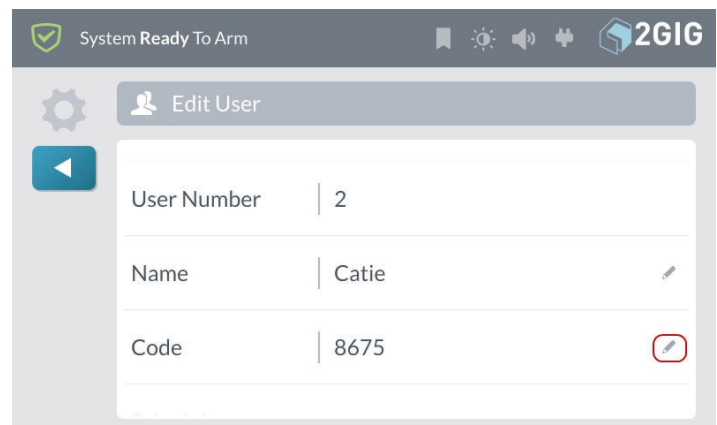 System Ready To Arm
2GIG
Edit User
User Number 2
Name Catie
Code 8675